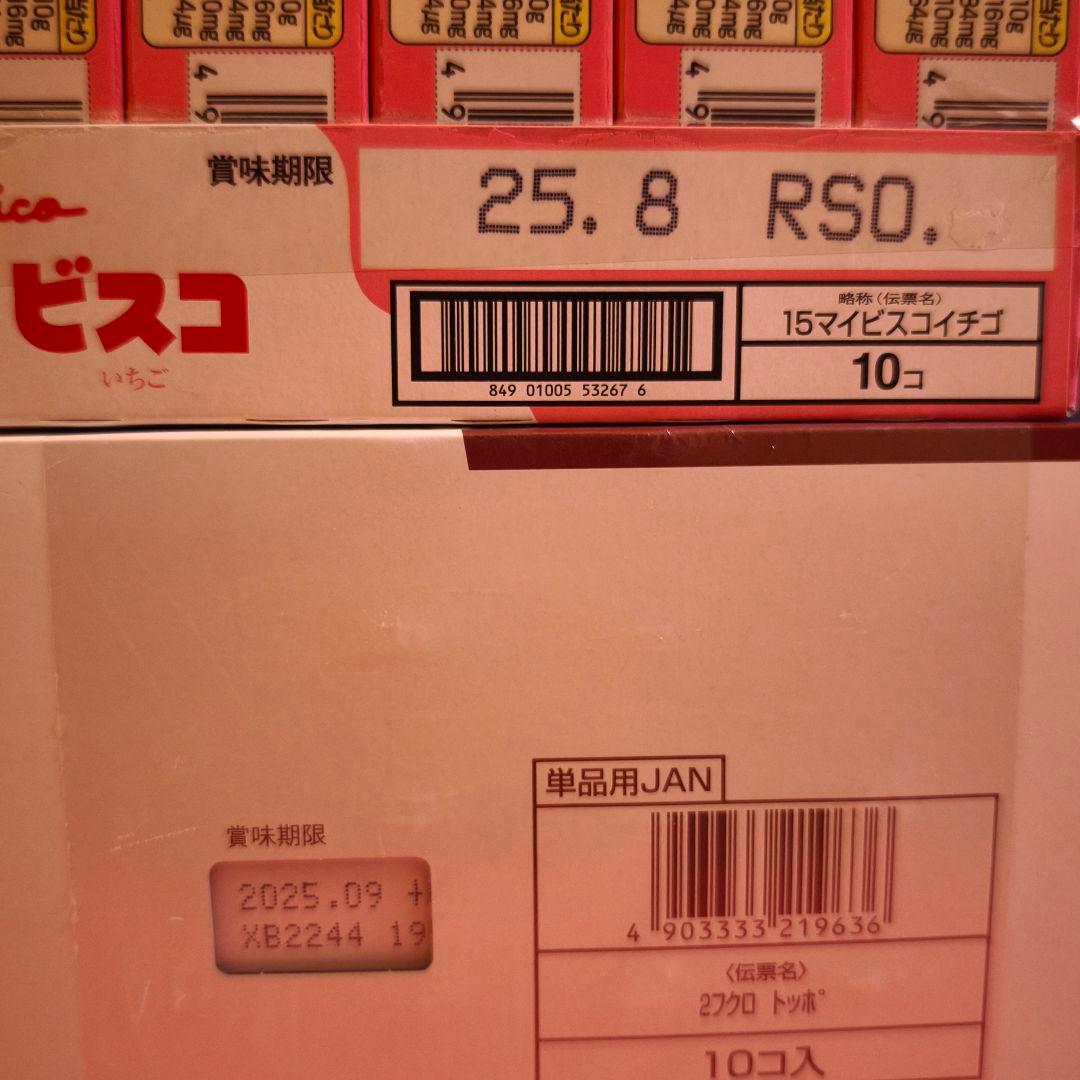 賞味期限
25.8 RSO.
ico
ビスコ
いちご
849 01005 53267 6
略称(伝票名)
15マイビスコイチゴ
10コ
単品用JAN
4 903333 219636
賞味期限
2025.09 +
XB2244 19
〈伝票名〉
2フクロ トッポ
10コ入